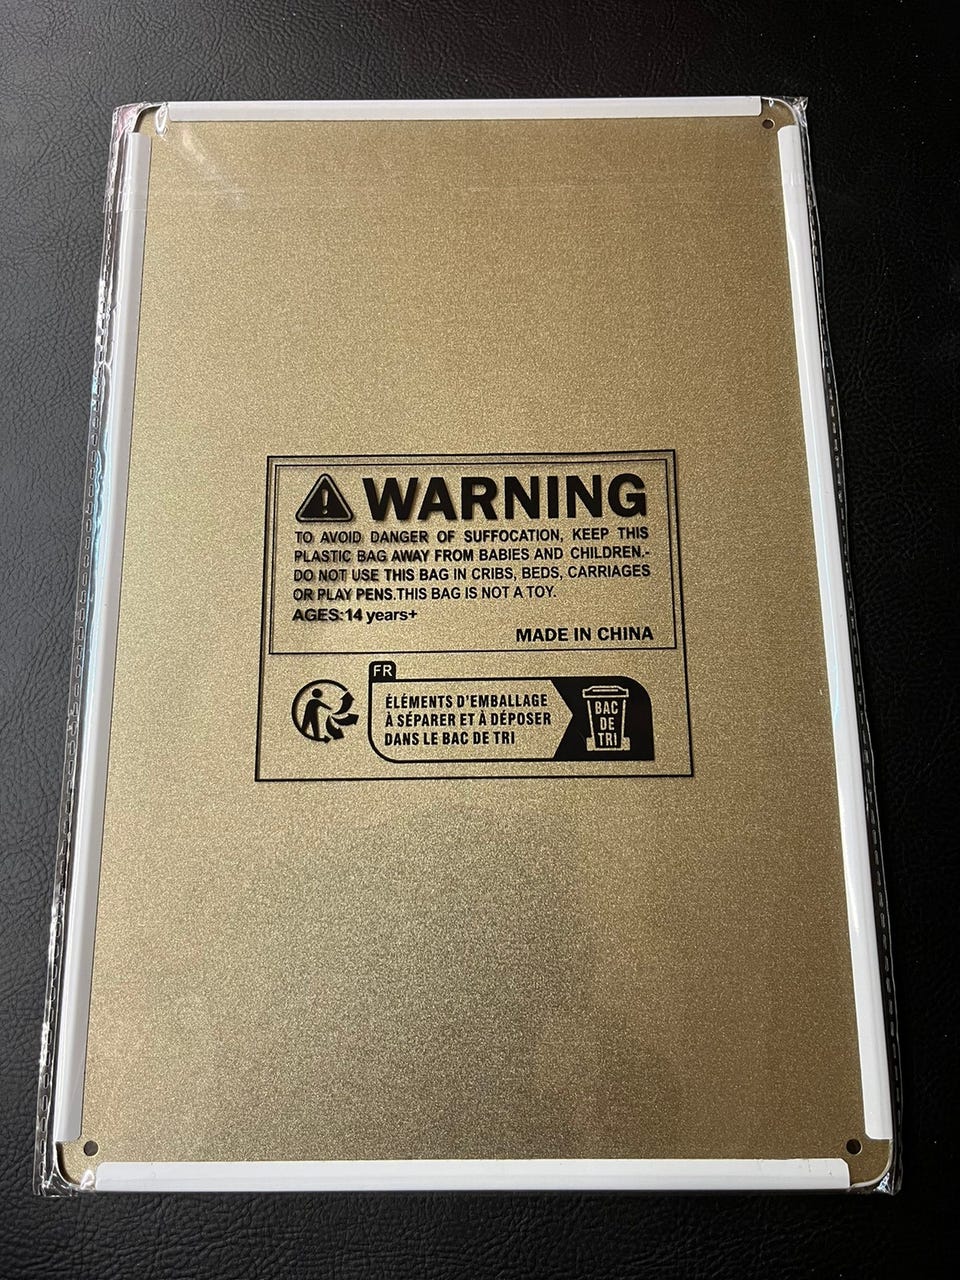 WARNING
TO AVOID DANGER OF SUFFOCATION, KEEP THIS
PLASTIC BAG AWAY FROM BABIES AND CHILDREN.-
DO NOT USE THIS BAG IN CRIBS, BEDS, CARRIAGES
OR PLAY PENS.THIS BAG IS NOT A TOY.
AGES:14 years+
MADE IN CHINA
FR
ÉLÉMENTS D'EMBALLAGE
À SÉPARER ET À DÉPOSER
DANS LE BAC DE TRI
BAC
DE
TRI